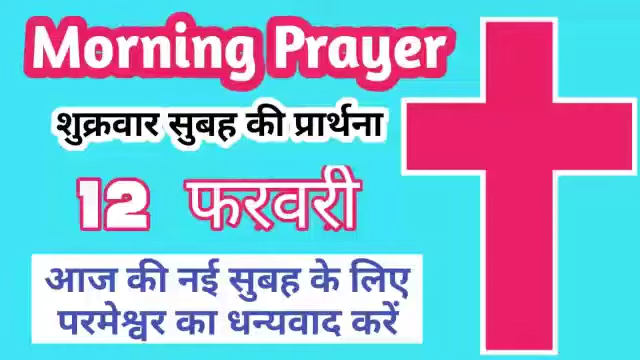 Morning Prayer
शुक्रवार सुबह की प्रार्थना
12 फरवरी
आज की नई सुबह के लिए
परमेश्वर का धन्यवाद करें